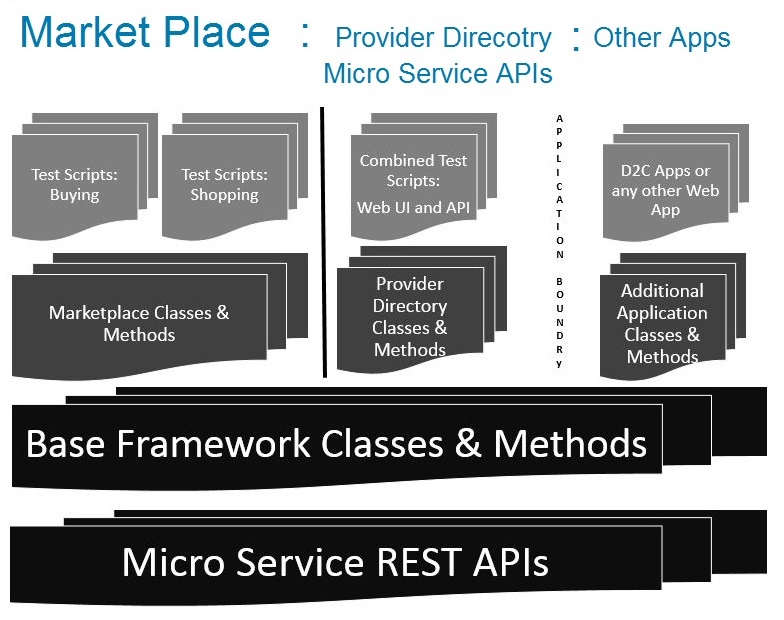 Market Place : Provider Direcotry : Other Apps
Micro Service APIs
Test Scripts:
Buying
Test Scripts:
Shopping
Combined Test
Scripts:
Web UI and API
APPLICATION BOUNDRy
D2C Apps or
any other Web
App
Marketplace Classes &
Methods
Provider
Directory
Classes &
Methods
Additional
Application
Classes &
Methods
Base Framework Classes & Methods
Micro Service REST APIs